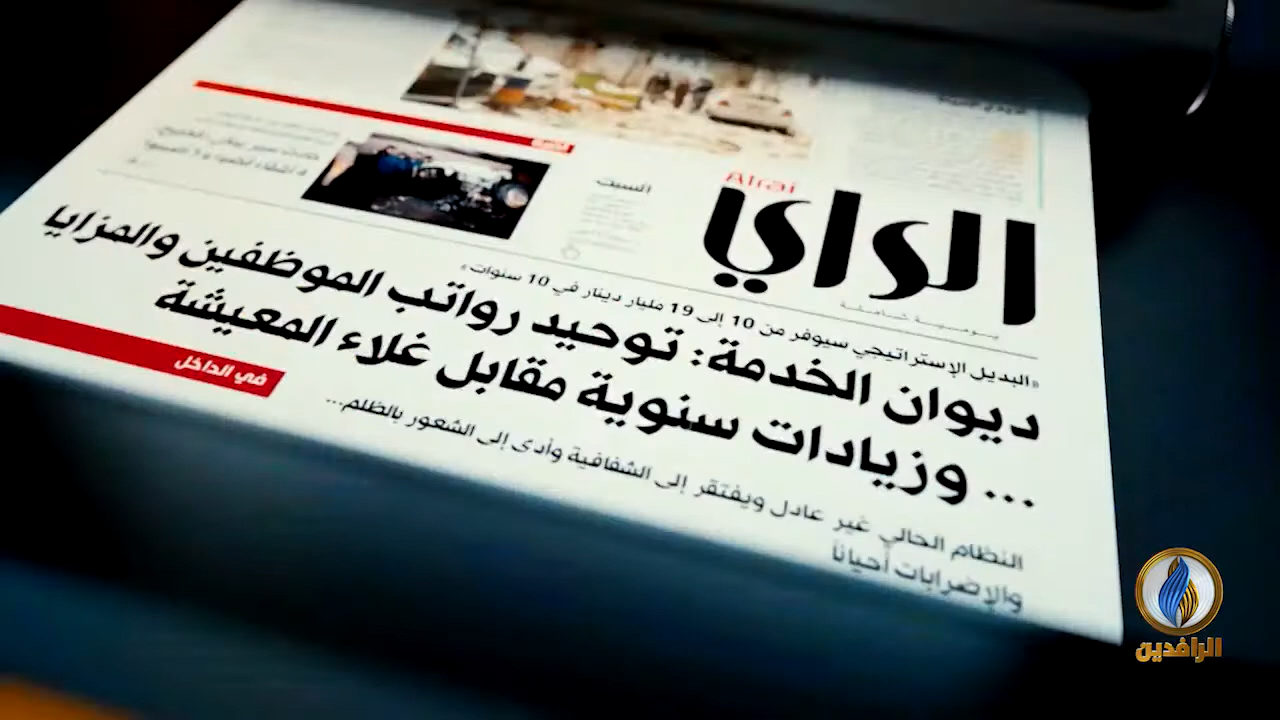 Alrai
الراي
يومية شاملة
السبت
«البديل الإستراتيجي سيوفر من 10 إلى 19 مليار دينار في 10 سنوات»
ديوان الخدمة: توحيد رواتب الموظفين والمزايا
... وزيادات سنوية مقابل غلاء المعيشة
النظام الحالي غير عادل ويفتقر إلى الشفافية وأدى إلى الشعور بالظلم...
والإضرابات أحياناً
في الداخل
الرافدين